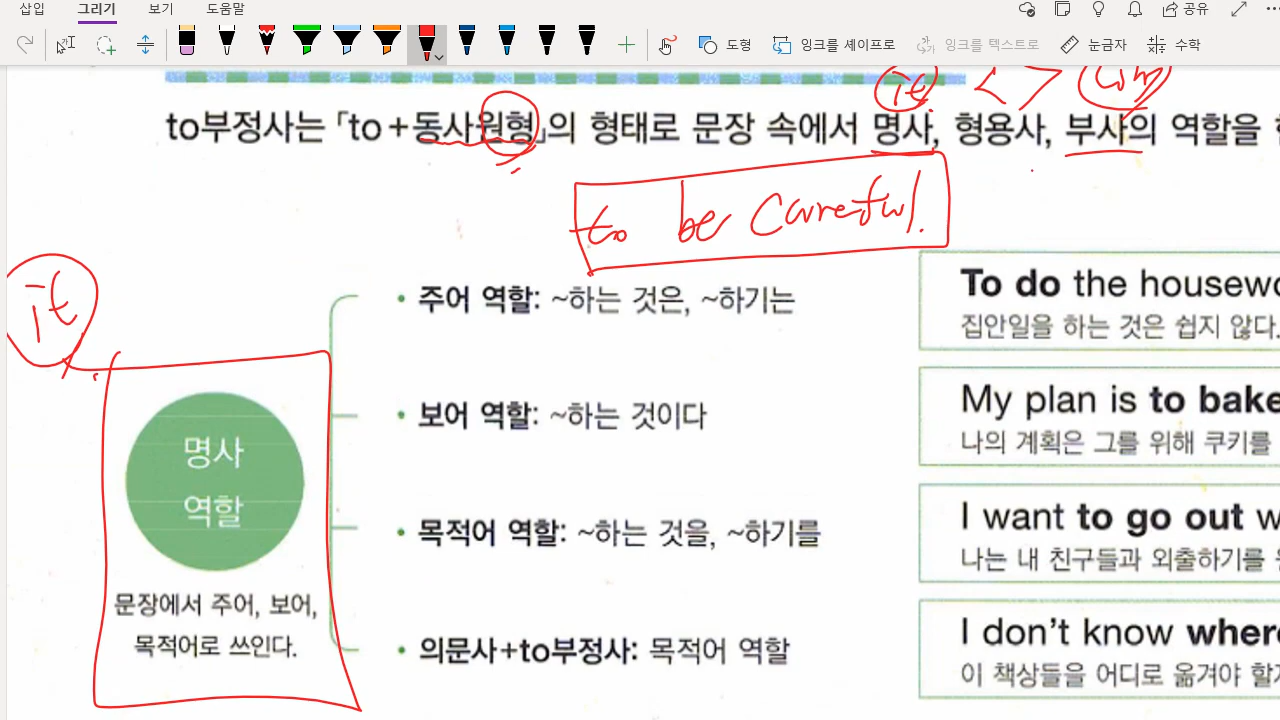 삽입 그리기 보기 도움말 공유
도형 잉크를 셰이프로 잉크를 텍스트로 눈금자 수학
it < >
to부정사는 「to+동사원형」의 형태로 문장 속에서 명사, 형용사, 부사의 역할을
to be careful.
it
명사
역할
문장에서 주어, 보어,
목적어로 쓰인다.
• 주어 역할: ~하는 것은, ~하기는
To do the
집안일을 하는 것은 쉽지 않다.
• 보어 역할: ~하는 것이다
My plan is to bake
나의 계획은 그를 위해 쿠키를
• 목적어 역할: ~하는 것을, ~하기를
I want to go out
나는 내 친구들과 외출하기를
• 의문사+to부정사: 목적어 역할
I don't know where
이 책상들을 어디로 옮겨야